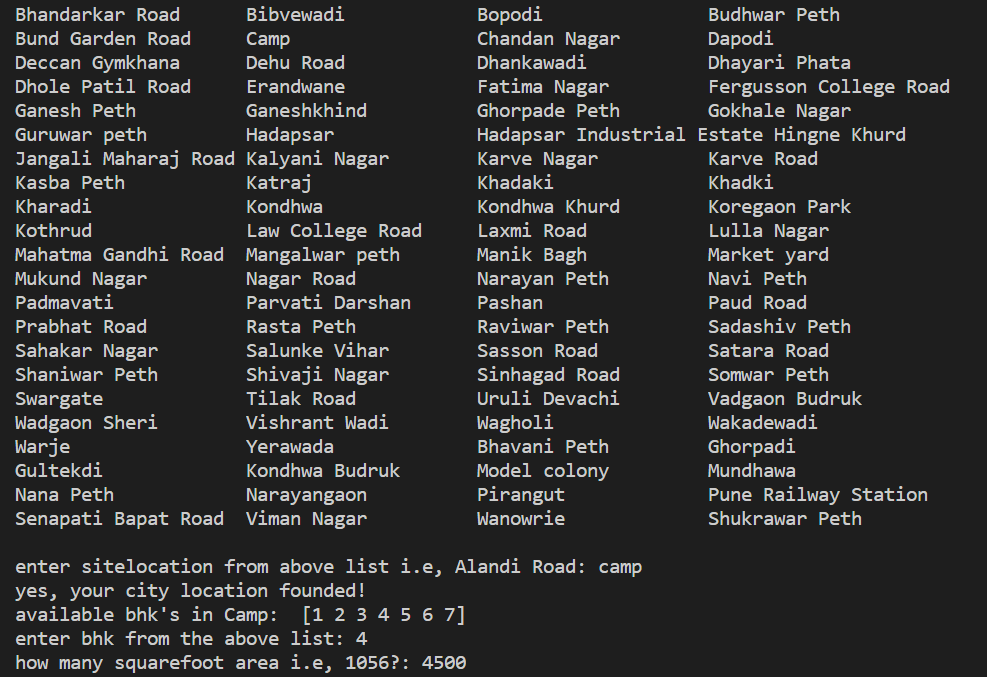 Bhandarkar Road      Bibvewadi            Bopodi               Budhwar Peth
Bund Garden Road     Camp                 Chandan Nagar        Dapodi
Deccan Gymkhana      Dehu Road            Dhankawadi           Dhayari Phata
Dhole Patil Road     Erandwane            Fatima Nagar         Fergusson College Road
Ganesh Peth          Ganeshkhind          Ghorpade Peth        Gokhale Nagar
Guruwar peth         Hadapsar             Hadapsar Industrial Estate Hingne Khurd
Jangali Maharaj Road Kalyani Nagar        Karve Nagar          Karve Road
Kasba Peth           Katraj               Khadaki              Khadki
Kharadi              Kondhwa              Kondhwa Khurd        Koregaon Park
Kothrud              Law College Road     Laxmi Road           Lulla Nagar
Mahatma Gandhi Road  Mangalwar peth       Manik Bagh           Market yard
Mukund Nagar         Nagar Road           Narayan Peth         Navi Peth
Padmavati            Parvati Darshan      Pashan               Paud Road
Prabhat Road         Rasta Peth           Raviwar Peth         Sadashiv Peth
Sahakar Nagar        Salunke Vihar        Sasson Road          Satara Road
Shaniwar Peth        Shivaji Nagar        Sinhagad Road        Somwar Peth
Swargate             Tilak Road           Uruli Devachi        Vadgaon Budruk
Wadgaon Sheri        Vishrant Wadi        Wagholi              Wakadewadi
Warje                Yerawada             Bhavani Peth         Ghorpadi
Gultekdi             Kondhwa Budruk       Model colony         Mundhawa
Nana Peth            Narayangaon          Pirangut             Pune Railway Station
Senapati Bapat Road  Viman Nagar          Wanowrie             Shukrawar Peth
enter sitelocation from above list i.e, Alandi Road: camp
yes, your city location founded!
available bhk's in Camp:  [1 2 3 4 5 6 7]
enter bhk from the above list: 4
how many squarefoot area i.e, 1056?: 4500